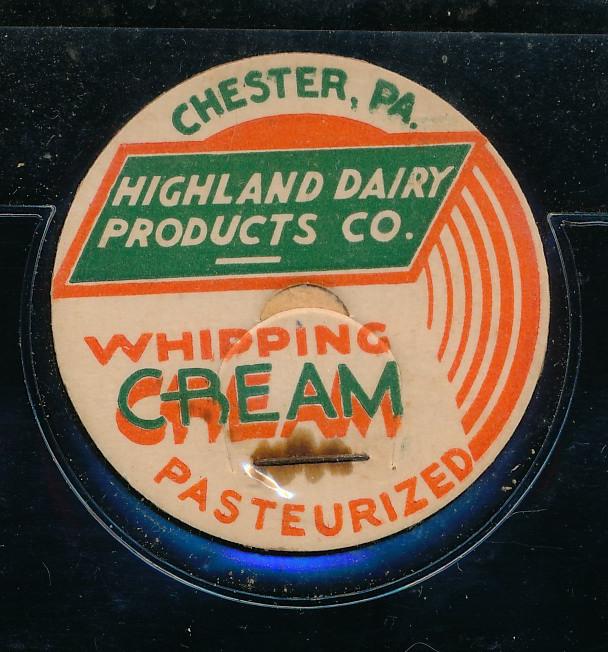 CHESTER, PA.
HIGHLAND DAIRY
PRODUCTS CO.
WHIPPING
CREAM
PASTEURIZED